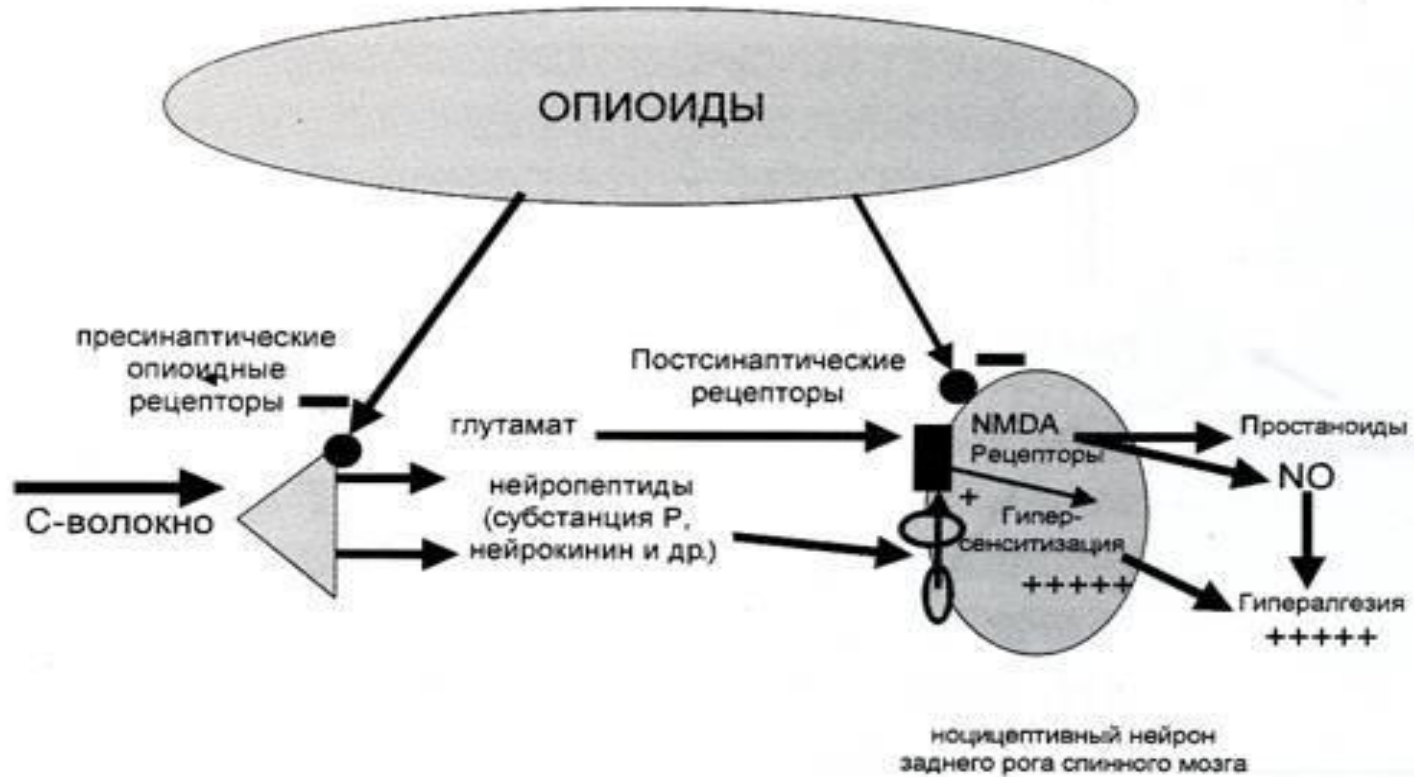 ОПИОИДЫ
пресинаптические
опиоидные
рецепторы
Постсинаптические
рецепторы
глутамат
NMDA
Рецепторы
Простаноиды
NO
С-волокно
нейропептиды
(субстанция Р,
нейрокинин и др.)
+
Гипер-
сенситизация
+++++
Гипералгезия
+++++
ноцицептивный нейрон
заднего рога спинного мозга